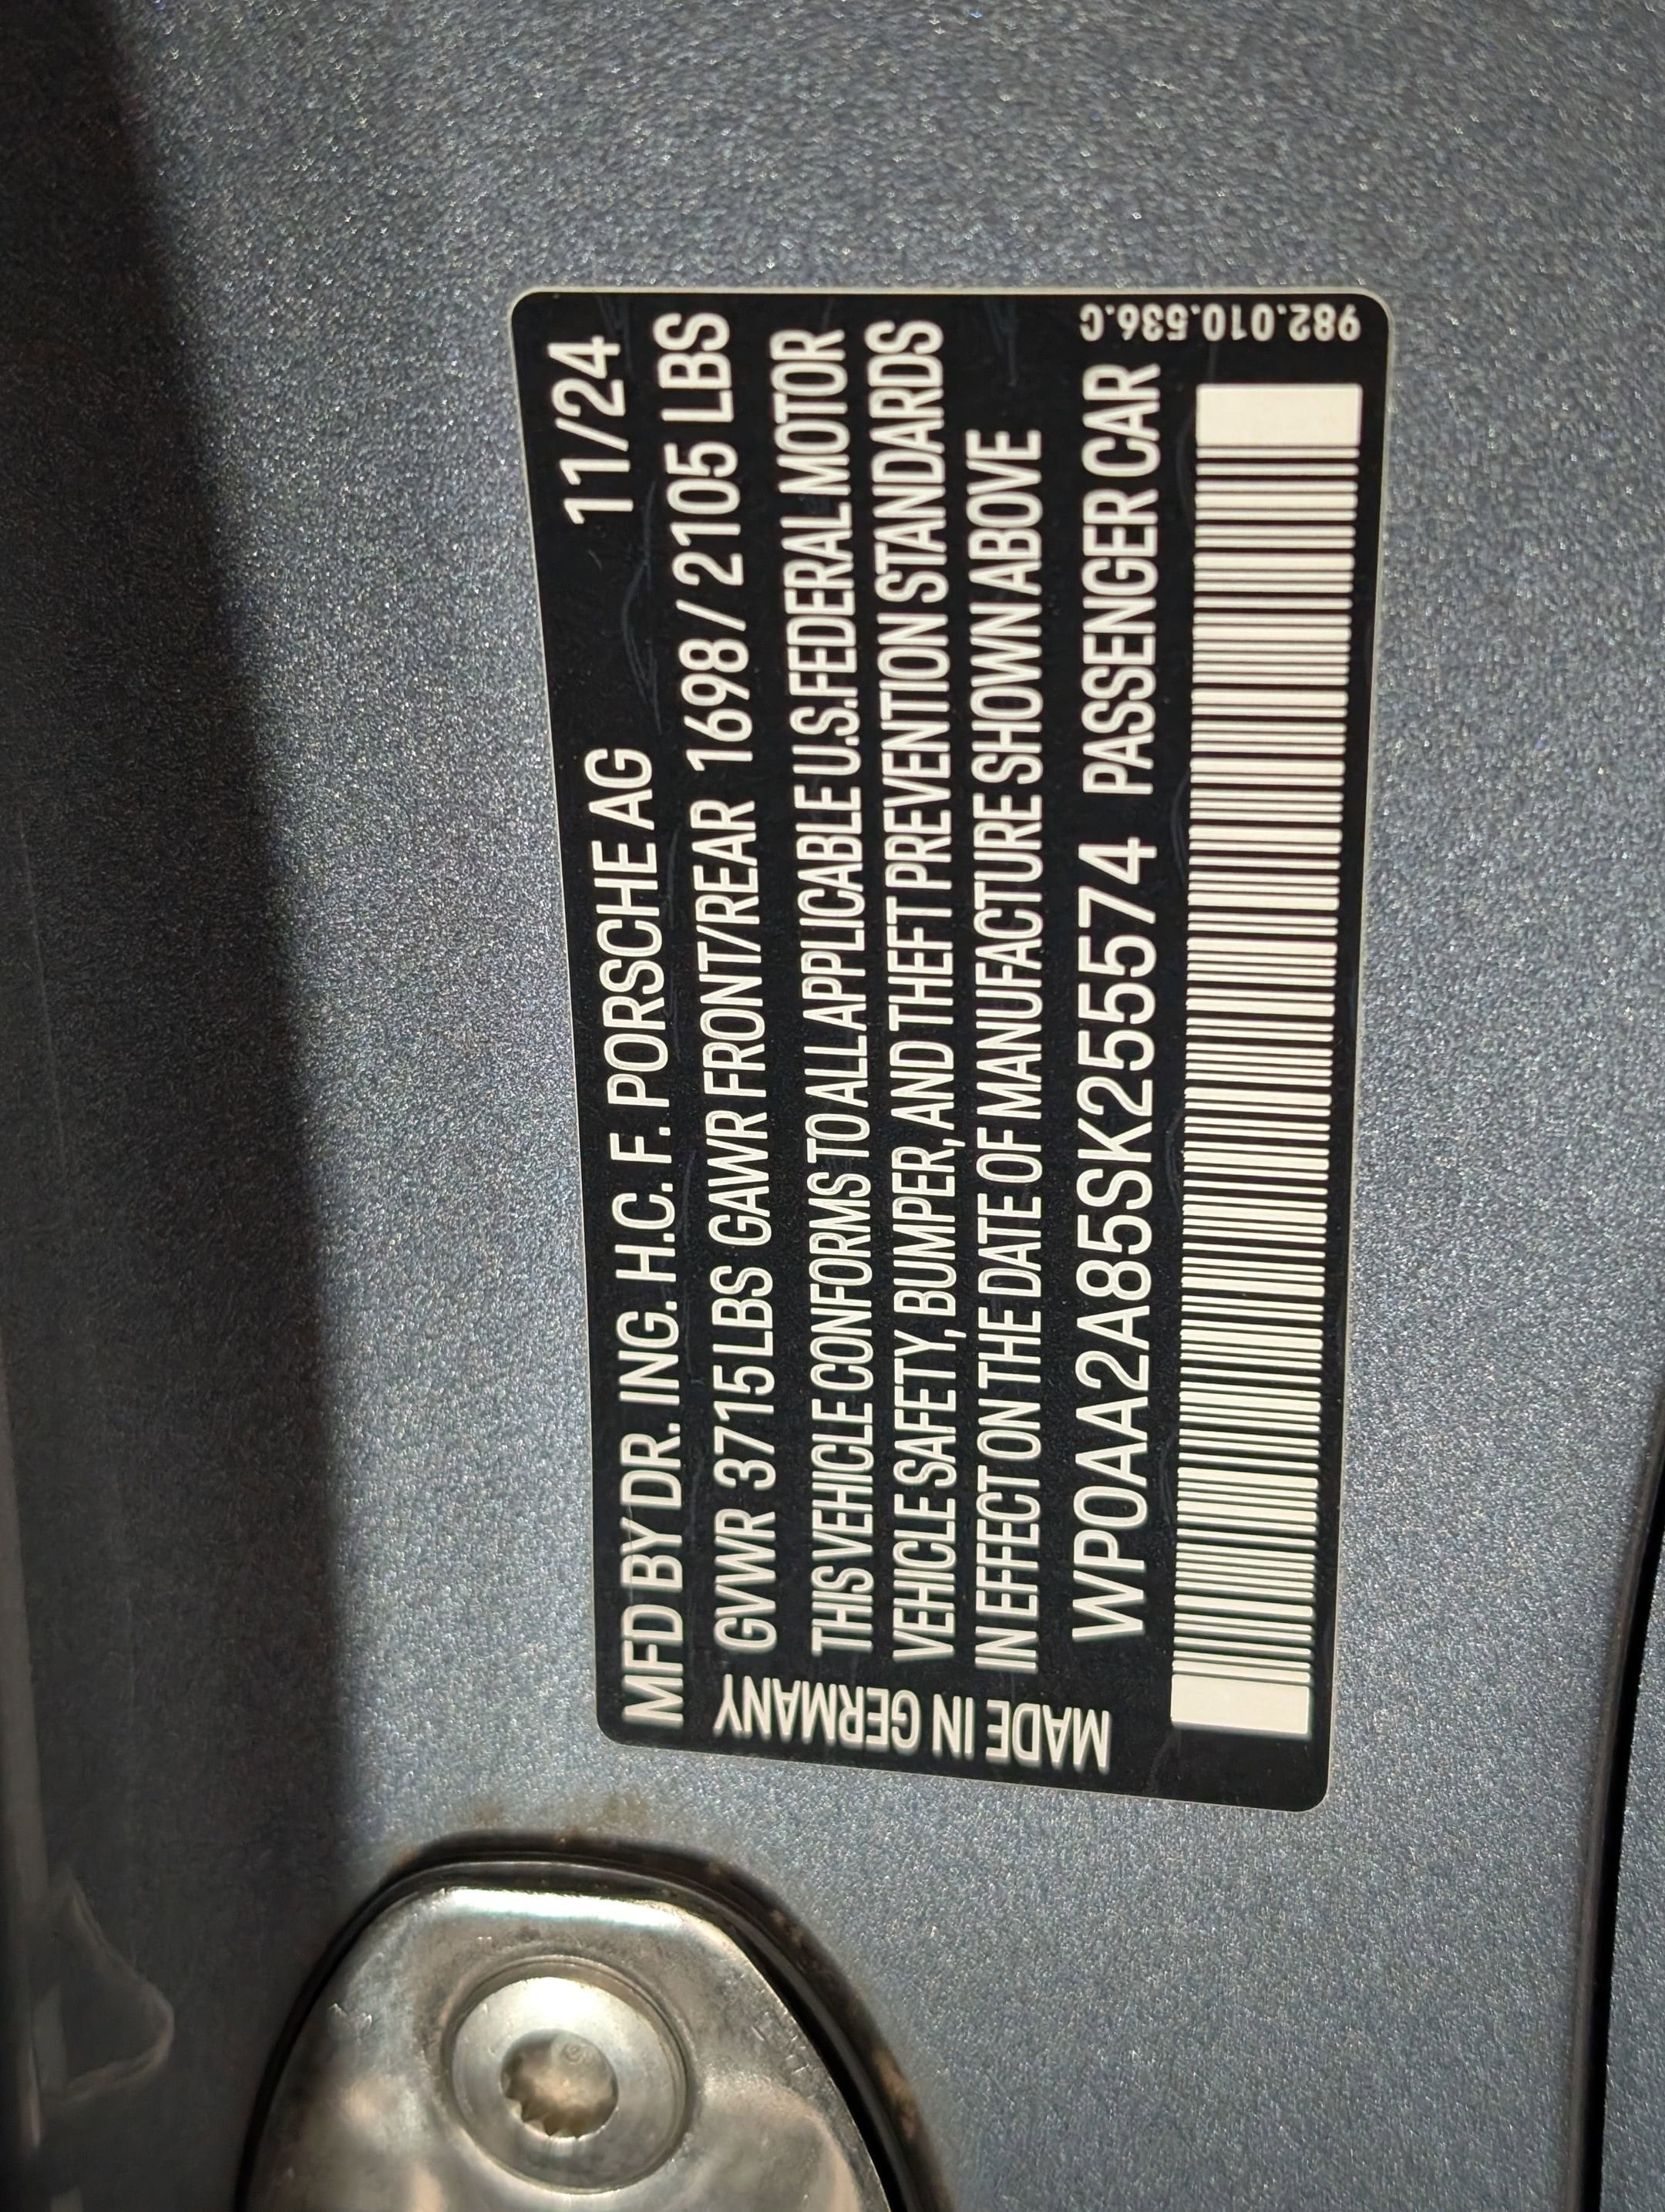 MFD BY DR. ING. H.C. F. PORSCHE AG 11/24
GVWR 3715 LBS GAWR FRONT/REAR 1698 / 2105 LBS
THIS VEHICLE CONFORMS TO ALL APPLICABLE U.S. FEDERAL MOTOR
VEHICLE SAFETY, BUMPER, AND THEFT PREVENTION STANDARDS
IN EFFECT ON THE DATE OF MANUFACTURE SHOWN ABOVE
WP0AA2A85SK255574 PASSENGER CAR
MADE IN GERMANY
982.010.536.C